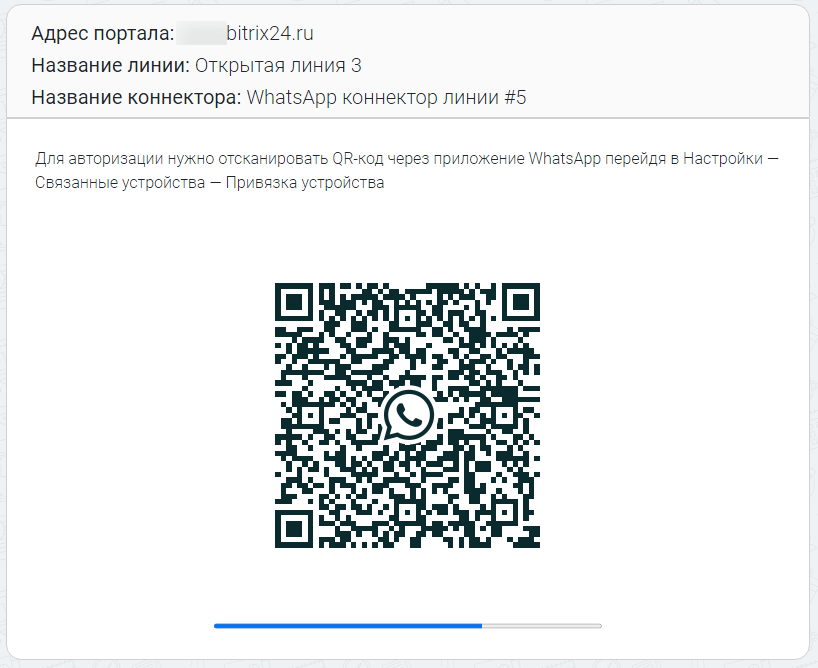 Адрес портала: bitrix24.ru
Название линии: Открытая линия 3
Название коннектора: WhatsApp коннектор линии #5
Для авторизации нужно отсканировать QR-код через приложение WhatsApp перейдя в Настройки —
Связанные устройства — Привязка устройства